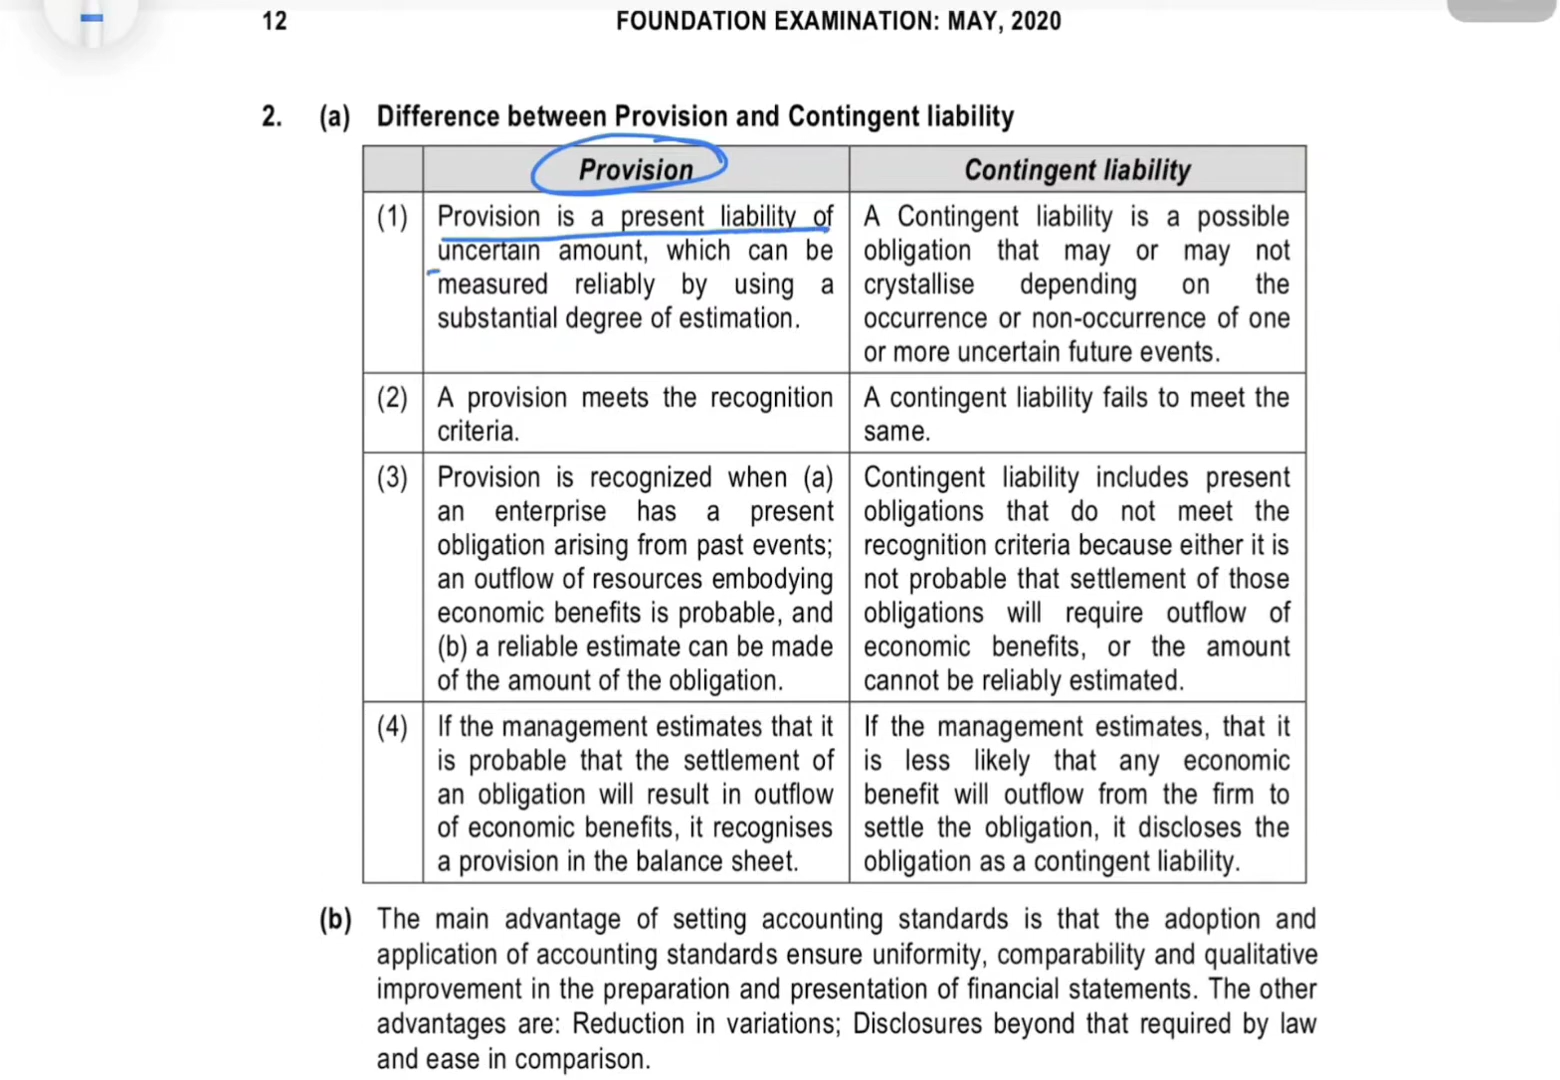 12
FOUNDATION EXAMINATION: MAY, 2020
2. (a) Difference between Provision and Contingent liability
Provision
Contingent liability
(1)
Provision is a present liability of
uncertain amount, which can be
measured reliably by using a
substantial degree of estimation.
A Contingent liability is a possible
obligation that may or may not
crystallise depending on the
occurrence or non-occurrence of one
or more uncertain future events.
(2)
A provision meets the recognition
criteria.
A contingent liability fails to meet the
same.
(3)
Provision is recognized when (a)
an enterprise has a present
obligation arising from past events;
an outflow of resources embodying
economic benefits is probable, and
(b) a reliable estimate can be made
of the amount of the obligation.
Contingent liability includes present
obligations that do not meet the
recognition criteria because either it is
not probable that settlement of those
obligations will require outflow of
economic benefits, or the amount
cannot be reliably estimated.
(4)
If the management estimates that it
is probable that the settlement of
an obligation will result in outflow
of economic benefits, it recognises
a provision in the balance sheet.
If the management estimates, that it
is less likely that any economic
benefit will outflow from the firm to
settle the obligation, it discloses the
obligation as a contingent liability.
(b) The main advantage of setting accounting standards is that the adoption and
application of accounting standards ensure uniformity, comparability and qualitative
improvement in the preparation and presentation of financial statements. The other
advantages are: Reduction in variations; Disclosures beyond that required by law
and ease in comparison.